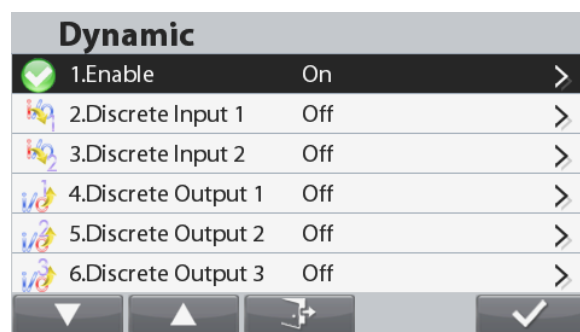 Dynamic
1.Enable On
2.Discrete Input 1 Off
3.Discrete Input 2 Off
4.Discrete Output 1 Off
5.Discrete Output 2 Off
6.Discrete Output 3 Off